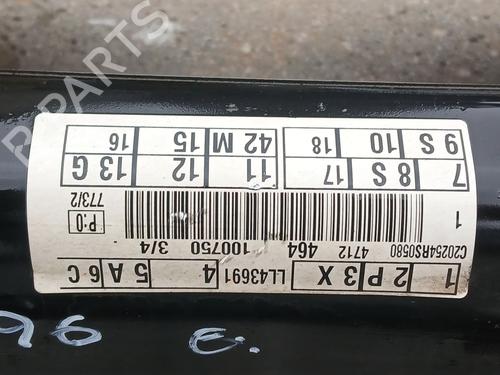 1 2 P 3 X LL43691 4 5 A 6 C
C20254RS0580 4712 464 100750 3/4 773/2
1 P:0
7 8 S 17 11 12 13 G
9 S 10 18 42 M 15 16
96 e.
B PARTS